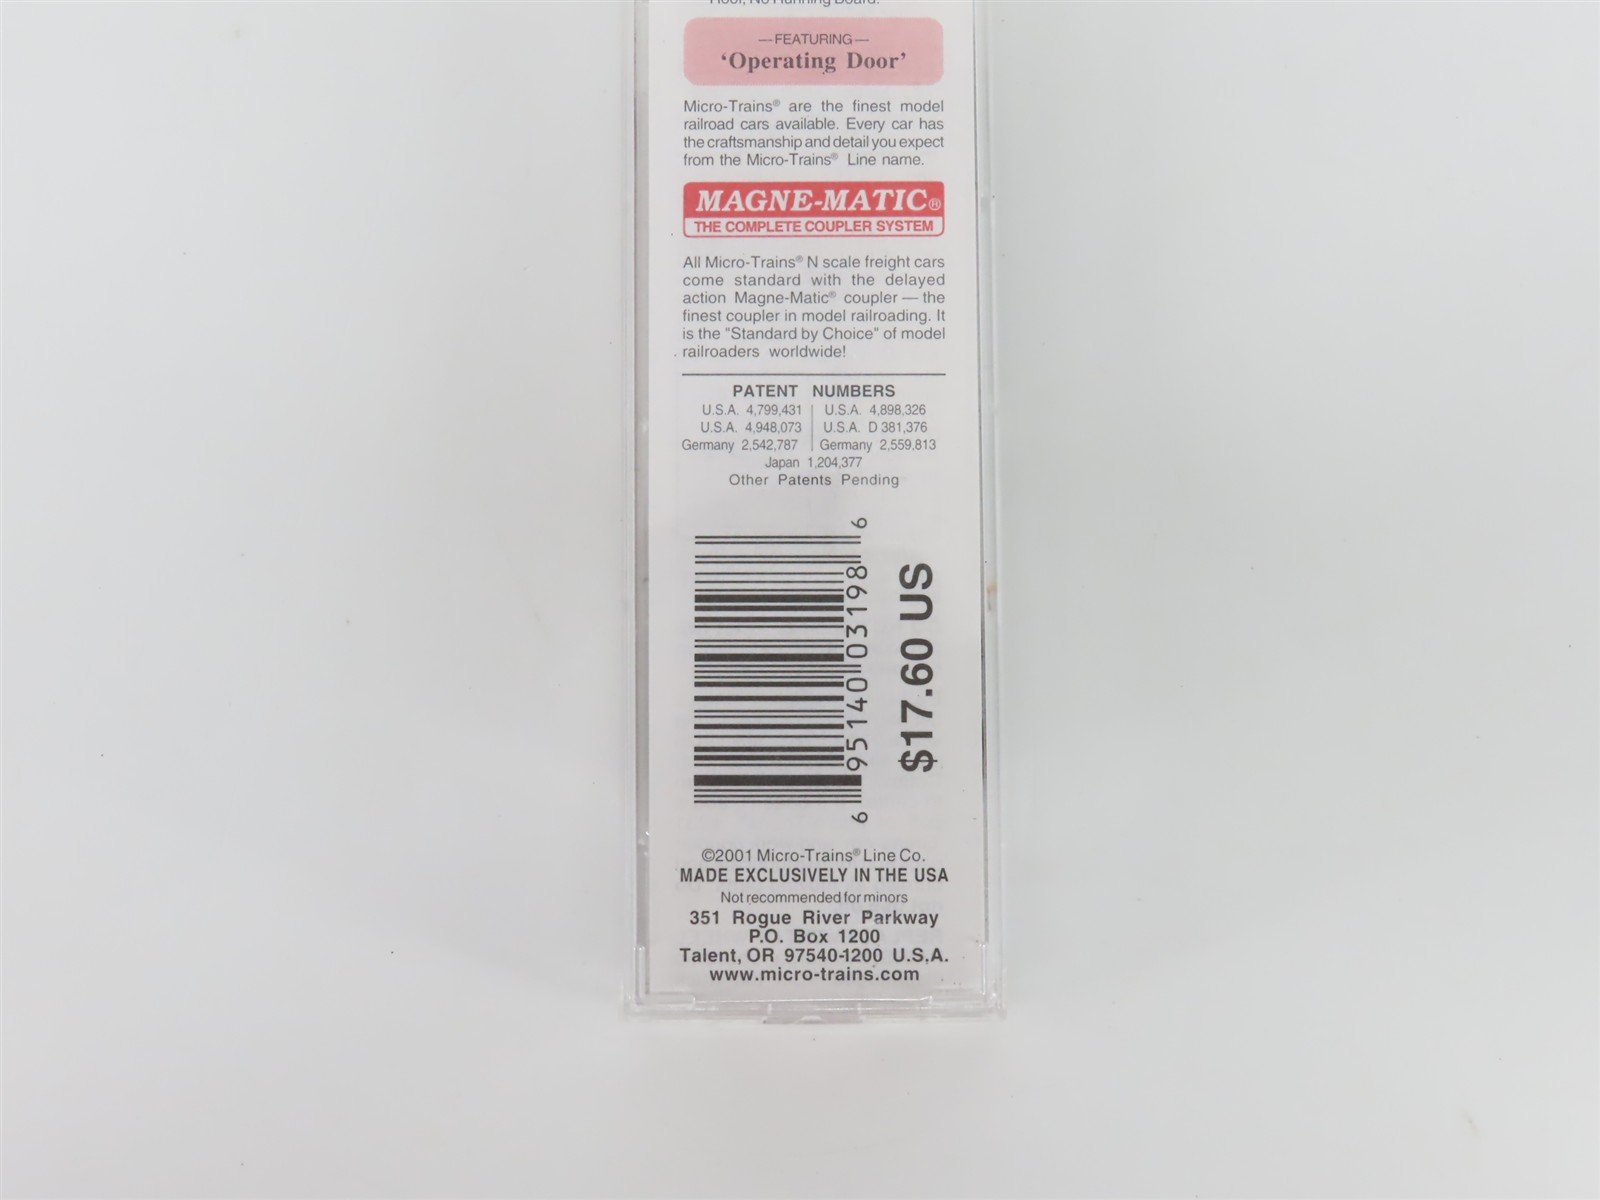 Roof, No Running Board.
—FEATURING—
‘Operating Door’
Micro-Trains® are the finest model
railroad cars available. Every car has
the craftsmanship and detail you expect
from the Micro-Trains® Line name.
MAGNE-MATIC®
THE COMPLETE COUPLER SYSTEM
All Micro-Trains® N scale freight cars
come standard with the delayed
action Magne-Matic® coupler — the
finest coupler in model railroading. It
is the "Standard by Choice" of model
railroaders worldwide!
PATENT NUMBERS
U.S.A. 4,799,431 | U.S.A. 4,898,326
U.S.A. 4,948,073 | U.S.A. D 381,376
Germany 2,542,787 | Germany 2,559,813
Japan 1,204,377
Other Patents Pending
6 95140 03198 6
$17.60 US
©2001 Micro-Trains® Line Co.
MADE EXCLUSIVELY IN THE USA
Not recommended for minors
351 Rogue River Parkway
P.O. Box 1200
Talent, OR 97540-1200 U.S.A.
www.micro-trains.com